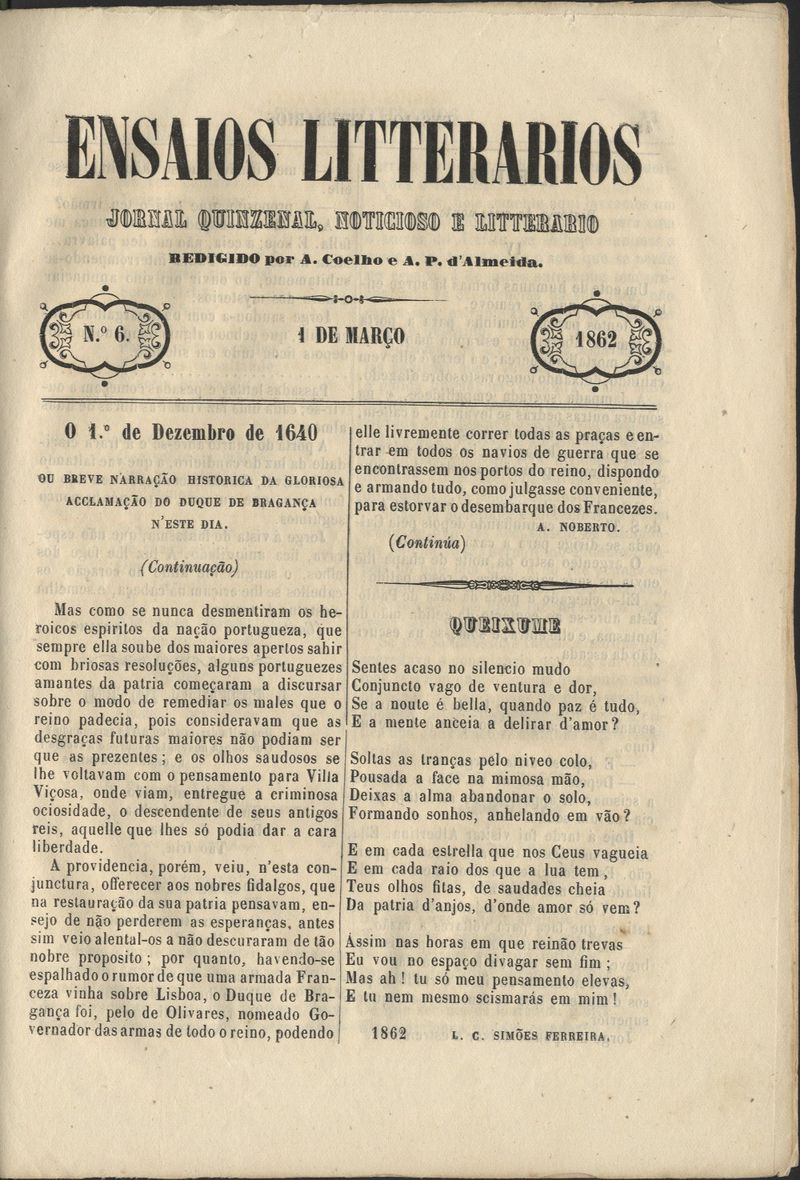 ENSAIOS LITTERARIOS
JORNAL QUINZENAL, NOTICIOSO E LITTERARIO
REDIGIDO por A. Coelho e A. P. d'Almeida.
N.º 6.
1 DE MARÇO
1862
O 1.º de Dezembro de 1640
OU BREVE NARRAÇÃO HISTORICA DA GLORIOSA
ACCLAMAÇÃO DO DUQUE DE BRAGANÇA
N'ESTE DIA.
(Continuação)
Mas como se nunca desmentiram os he-
roicos espiritos da nação portugueza, que
sempre ella soube dos maiores apertos sahir
com briosas resoluções, alguns portuguezes
amantes da patria começaram a discursar
sobre o modo de remediar os males que o
reino padecia, pois consideravam que as
desgraças futuras maiores não podiam ser
que as prezentes; e os olhos saudosos se
lhe voltavam com o pensamento para Villa
Viçosa, onde viam, entregue a criminosa
ociosidade, o descendente de seus antigos
reis, aquelle que lhes só podia dar a cara
liberdade.
A providencia, porém, veiu, n'esta con-
junctura, offerecer aos nobres fidalgos, que
na restauração da sua patria pensavam, en-
sejo de não perderem as esperanças, antes
sim veio alental-os a não descuraram de tão
nobre proposito; por quanto, havendo-se
espalhado o rumor de que uma armada Fran-
ceza vinha sobre Lisboa, o Duque de Bra-
gança foi, pelo de Olivares, nomeado Go-
vernador das armas de todo o reino, podendo
elle livremente correr todas as praças e en-
trar em todos os navios de guerra que se
encontrassem nos portos do reino, dispondo
e armando tudo, como julgasse conveniente,
para estorvar o desembarque dos Francezes.
A. NOBERTO.
(Continúa)
QUEIXUME
Sentes acaso no silencio mudo
Conjuncto vago de ventura e dor,
Se a noute é bella, quando paz é tudo,
E a mente anceia a delirar d'amor?
Soltas as tranças pelo niveo colo,
Pousada a face na mimosa mão,
Deixas a alma abandonar o solo,
Formando sonhos, anhelando em vão?
E em cada estrella que nos Ceus vagueia
E em cada raio dos que a lua tem,
Teus olhos fitas, de saudades cheia
Da patria d'anjos, d'onde amor só vem?
Assim nas horas em que reinão trevas
Eu vou no espaço divagar sem fim;
Mas ah! tu só meu pensamento elevas,
E tu nem mesmo scismarás em mim!
1862 L. C. SIMÕES FERREIRA.